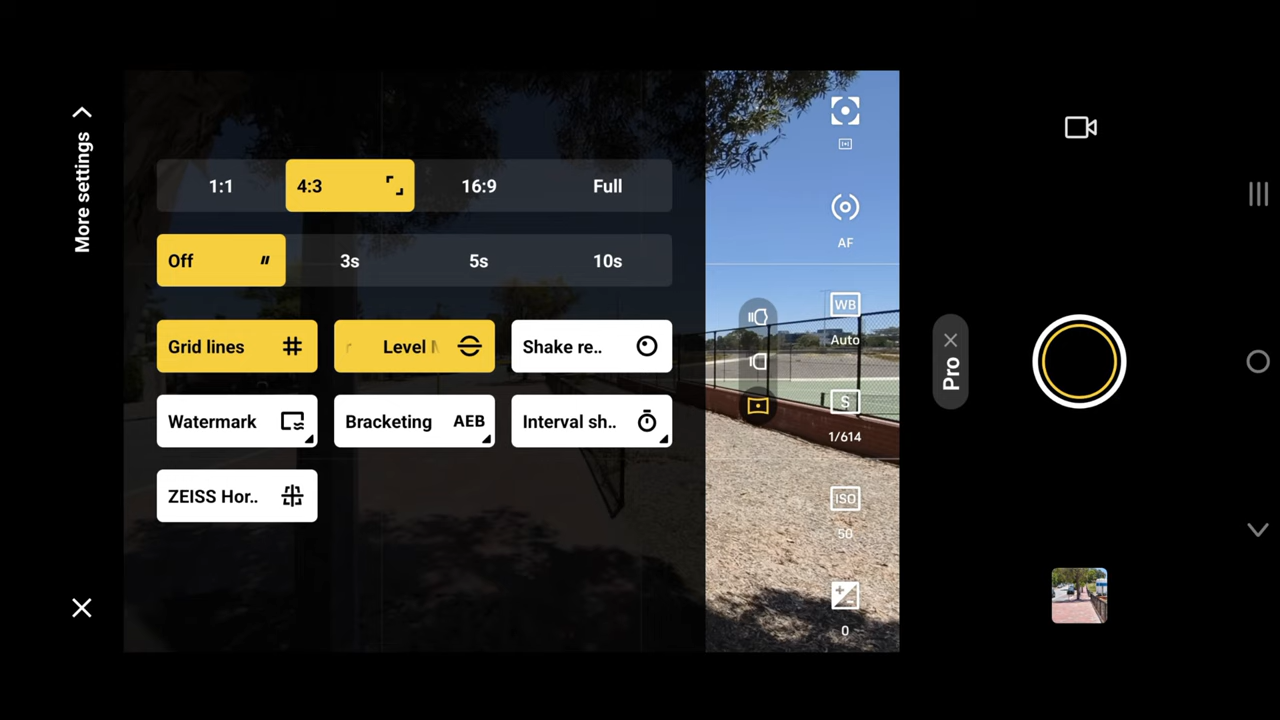 More settings
1:1
4:3
16:9
Full
Off
3s
5s
10s
Grid lines
Level
Shake re..
Watermark
Bracketing AEB
Interval sh..
ZEISS Hor..
AF
WB
Auto
S
1/614
ISO
50
0
Pro